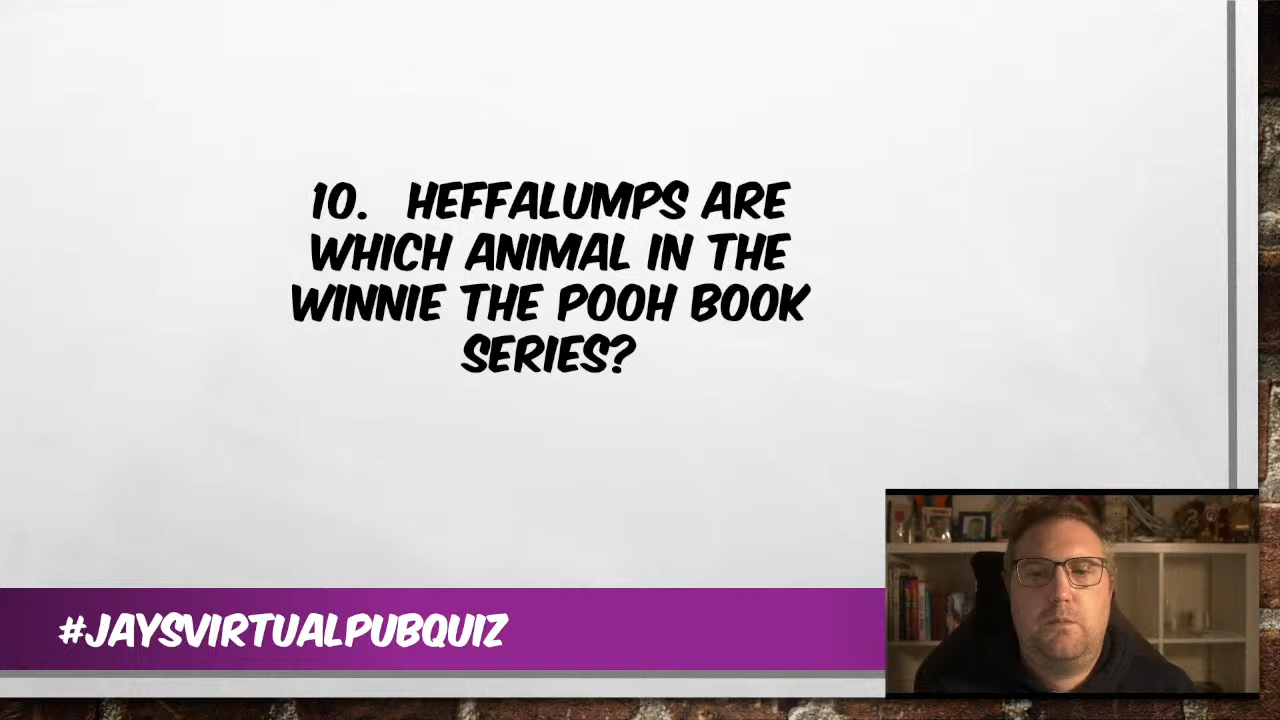 10. HEFFALUMPS ARE
WHICH ANIMAL IN THE
WINNIE THE POOH BOOK
SERIES?
#JAYSVIRTUALPUBQUIZ